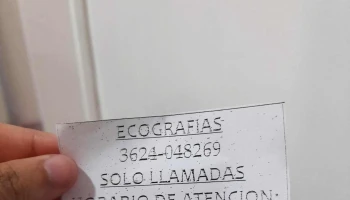 ECOGRAFIAS
3624-048269
SOLO LLAMADAS
HORARIO DE ATENCION: